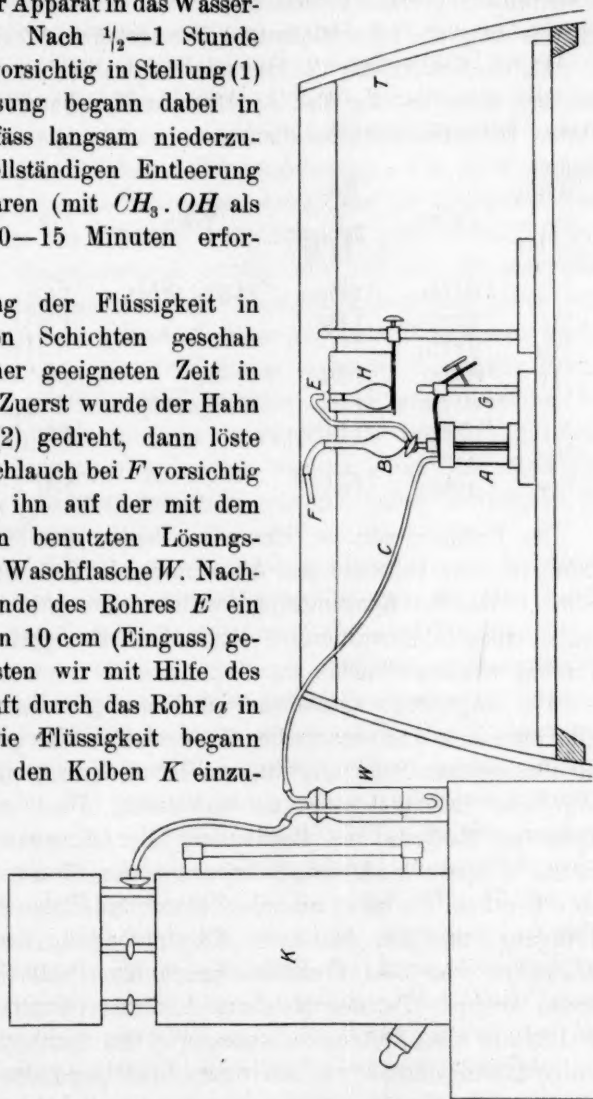 r Apparat in das Wasser-
Nach ½—1 Stunde
orsichtig in Stellung (1)
sung begann dabei in
fäss langsam niederzu-
llständigen Entleerung
aren (mit CH₃ . OH als
0—15 Minuten erfor-
g der Flüssigkeit in
n Schichten geschah
ner geeigneten Zeit in
Zuerst wurde der Hahn
2) gedreht, dann löste
chlauch bei F vorsichtig
ihn auf der mit dem
n benutzten Lösungs-
Waschflasche W. Nach-
nde des Rohres E ein
n 10 ccm (Einguss) ge-
sten wir mit Hilfe des
ft durch das Rohr a in
ie Flüssigkeit begann
den Kolben K einzu-
T
E
H
B
F
D
A
C
W
K